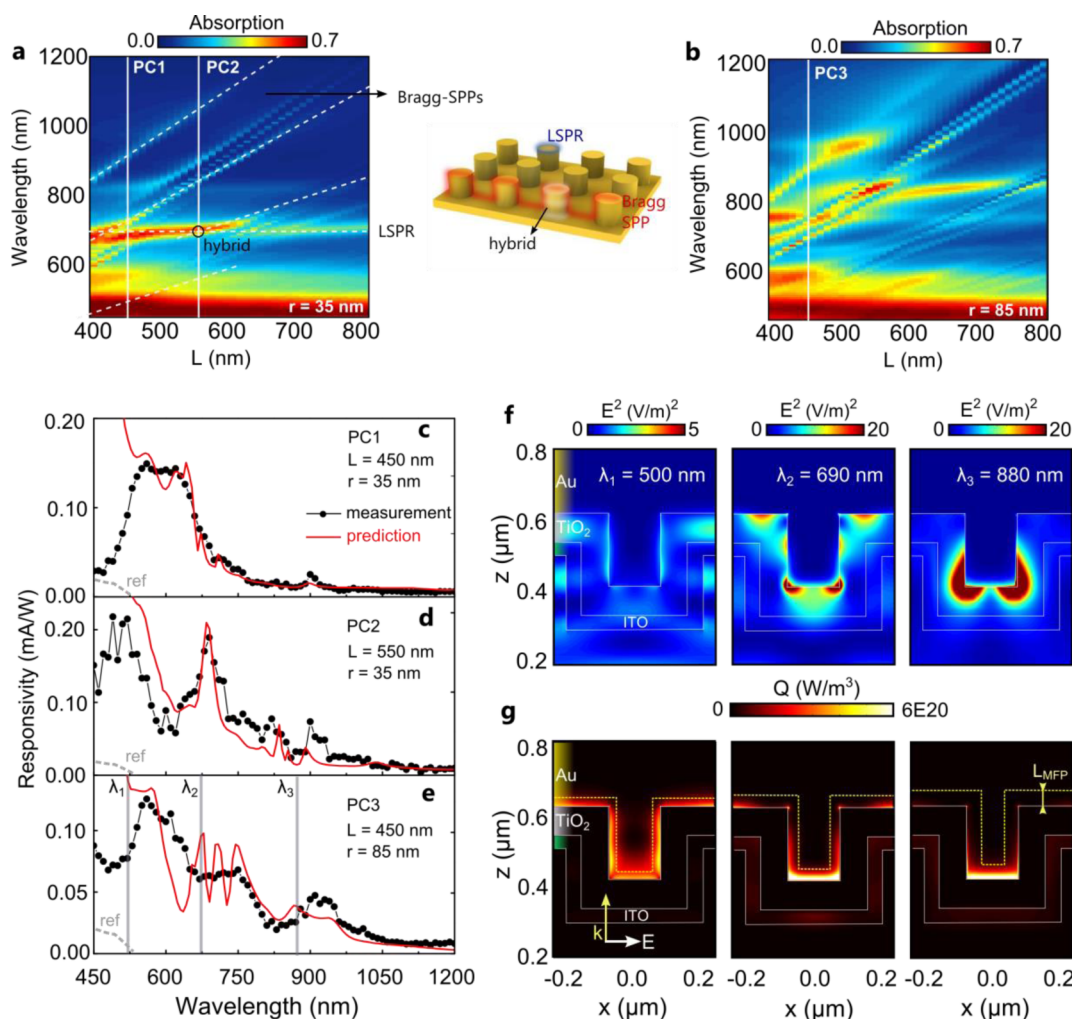 a
Absorption
0.0
0.7
PC1
PC2
1200
1000
800
600
Wavelength (nm)
Bragg-SPPs
LSPR
hybrid
r = 35 nm
400 500 600 700 800
L (nm)
LSPR
Bragg
SPP
hybrid
b
Absorption
0.0
0.7
PC3
1200
1000
800
600
Wavelength (nm)
r = 85 nm
400 500 600 700 800
L (nm)
Responsivity (mA/W)
0.20
0.10
0.00
c
PC1
L = 450 nm
r = 35 nm
measurement
prediction
ref
0.20
0.10
0.00
d
PC2
L = 550 nm
r = 35 nm
ref
0.10
0.05
0.00
λ1
λ2
λ3
e
PC3
L = 450 nm
r = 85 nm
ref
450 600 750 900 1050 1200
Wavelength (nm)
f
E² (V/m)²
0 5
E² (V/m)²
0 20
E² (V/m)²
0 20
0.8
0.6
0.4
0.2
z (µm)
Au
TiO2
ITO
λ1 = 500 nm
λ2 = 690 nm
λ3 = 880 nm
g
Q (W/m³)
0 6E20
0.8
0.6
0.4
0.2
z (µm)
Au
TiO2
ITO
k
E
LMFP
-0.2 0.0 0.2
x (µm)
-0.2 0.0 0.2
x (µm)
-0.2 0.0 0.2
x (µm)